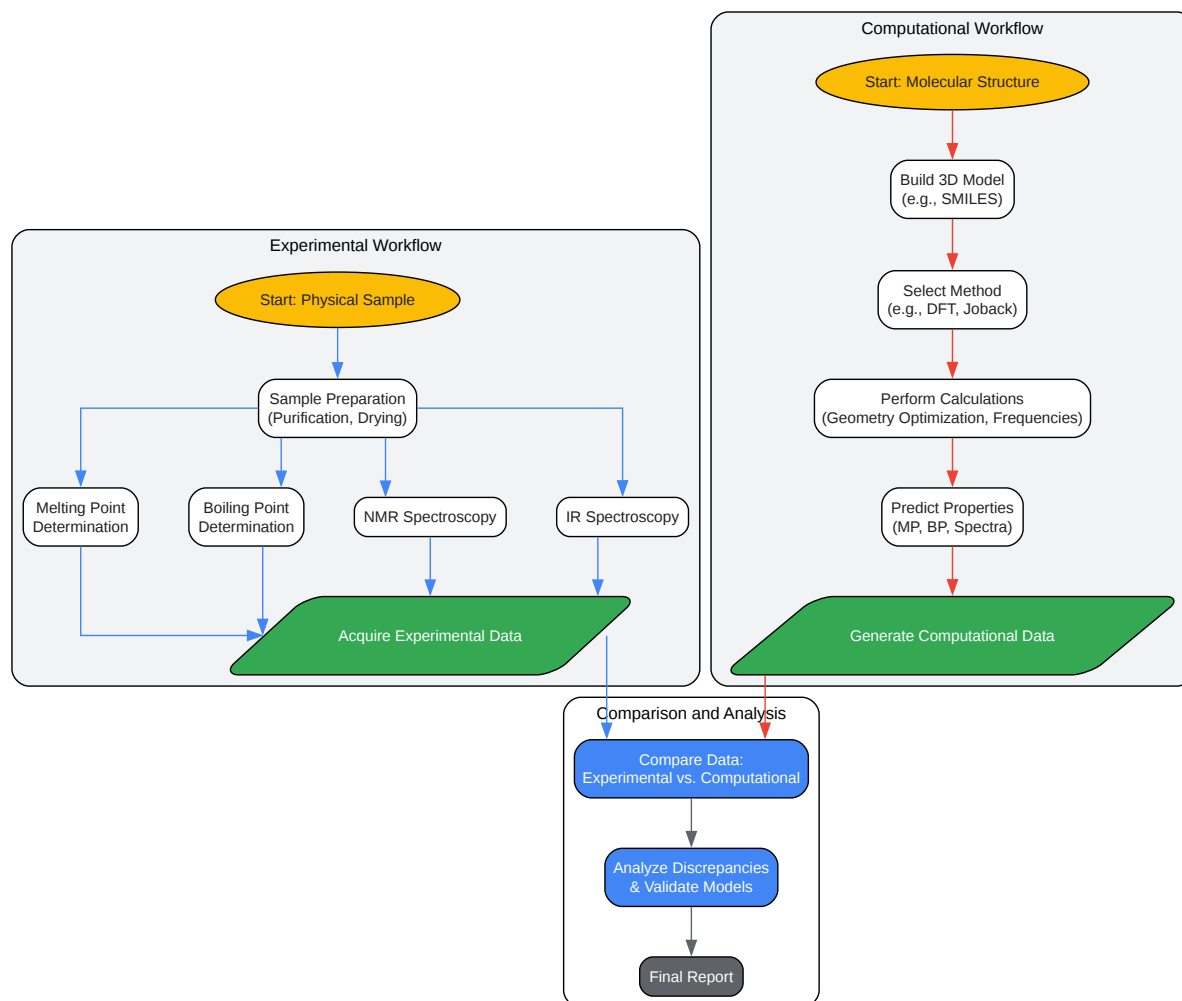 Computational Workflow
Start: Molecular Structure
Build 3D Model
(e.g., SMILES)
Select Method
(e.g., DFT, Joback)
Perform Calculations
(Geometry Optimization, Frequencies)
Predict Properties
(MP, BP, Spectra)
Generate Computational Data
Experimental Workflow
Start: Physical Sample
Sample Preparation
(Purification, Drying)
Melting Point
Determination
Boiling Point
Determination
NMR Spectroscopy
IR Spectroscopy
Acquire Experimental Data
Comparison and Analysis
Compare Data:
Experimental vs. Computational
Analyze Discrepancies
& Validate Models
Final Report